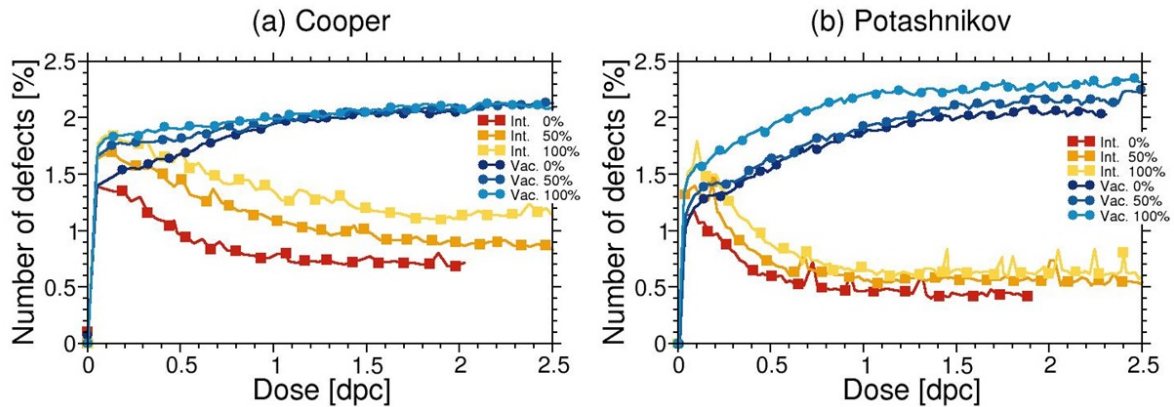 (a) Cooper
Number of defects [%]
2.5
2
1.5
1
0.5
0
Int. 0%
Int. 50%
Int. 100%
Vac. 0%
Vac. 50%
Vac. 100%
0 0.5 1 1.5 2 2.5
Dose [dpc]
(b) Potashnikov
Number of defects [%]
2.5
2
1.5
1
0.5
0
Int. 0%
Int. 50%
Int. 100%
Vac. 0%
Vac. 50%
Vac. 100%
0 0.5 1 1.5 2 2.5
Dose [dpc]